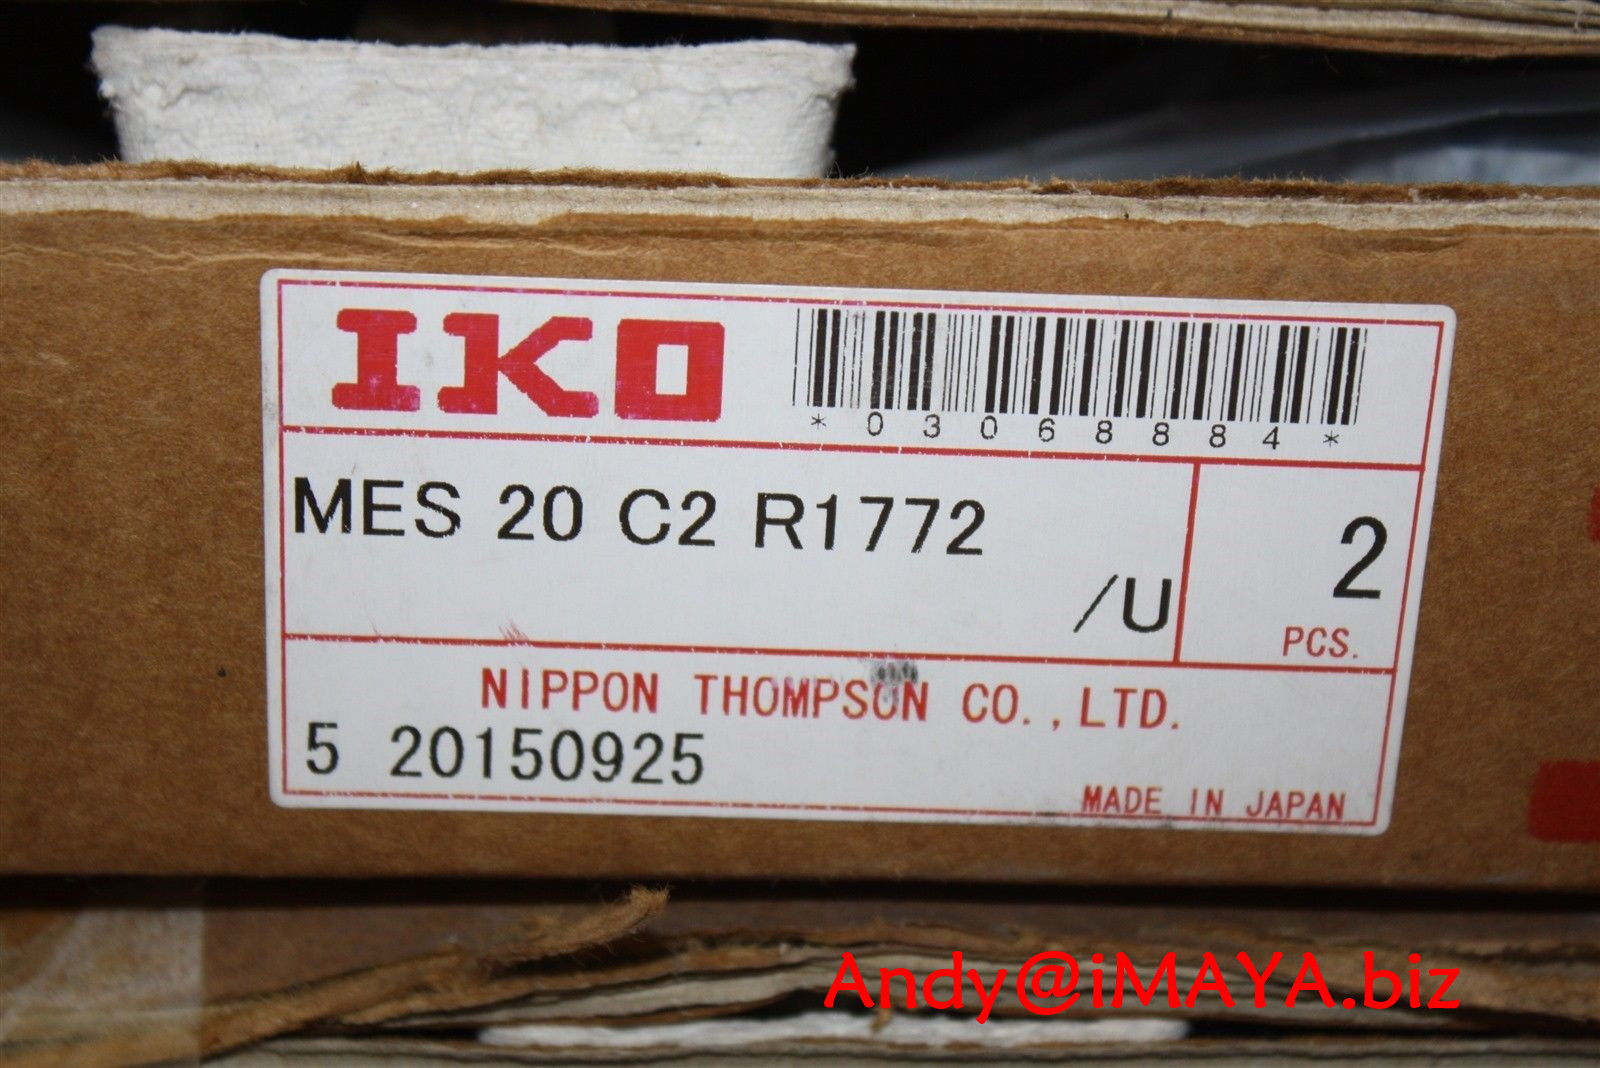 IKO
*03068884*
MES 20 C2 R1772
/U
2
PCS.
NIPPON THOMPSON CO.,LTD.
5 20150925
MADE IN JAPAN
Andy@iMAYA.biz